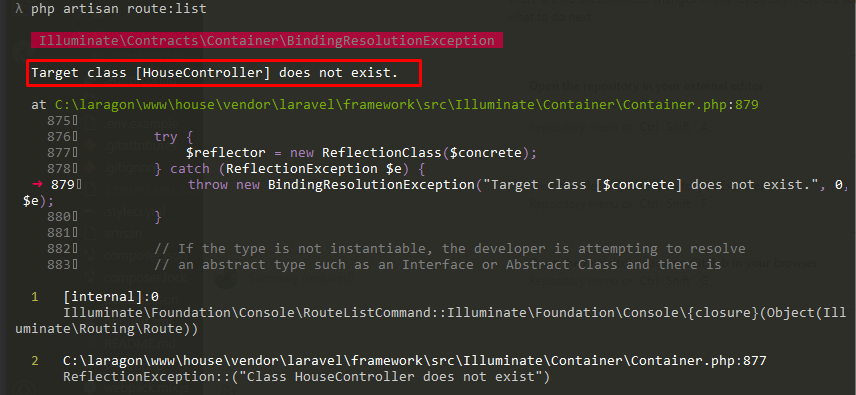 λ php artisan route:list
Illuminate\Contracts\Container\BindingResolutionException
Target class [HouseController] does not exist.
at C:\laragon\www\house\vendor\laravel\framework\src\Illuminate\Container\Container.php:879
875▯
876▯ try {
877▯ $reflector = new ReflectionClass($concrete);
878▯ } catch (ReflectionException $e) {
→ 879▯ throw new BindingResolutionException("Target class [$concrete] does not exist.", 0,
$e);
880▯ }
881▯
882▯ // If the type is not instantiable, the developer is attempting to resolve
883▯ // an abstract type such as an Interface or Abstract Class and there is
1 [internal]:0
Illuminate\Foundation\Console\RouteListCommand::Illuminate\Foundation\Console\{closure}(Object(Ill
uminate\Routing\Route))
2 C:\laragon\www\house\vendor\laravel\framework\src\Illuminate\Container\Container.php:877
ReflectionException::("Class HouseController does not exist")